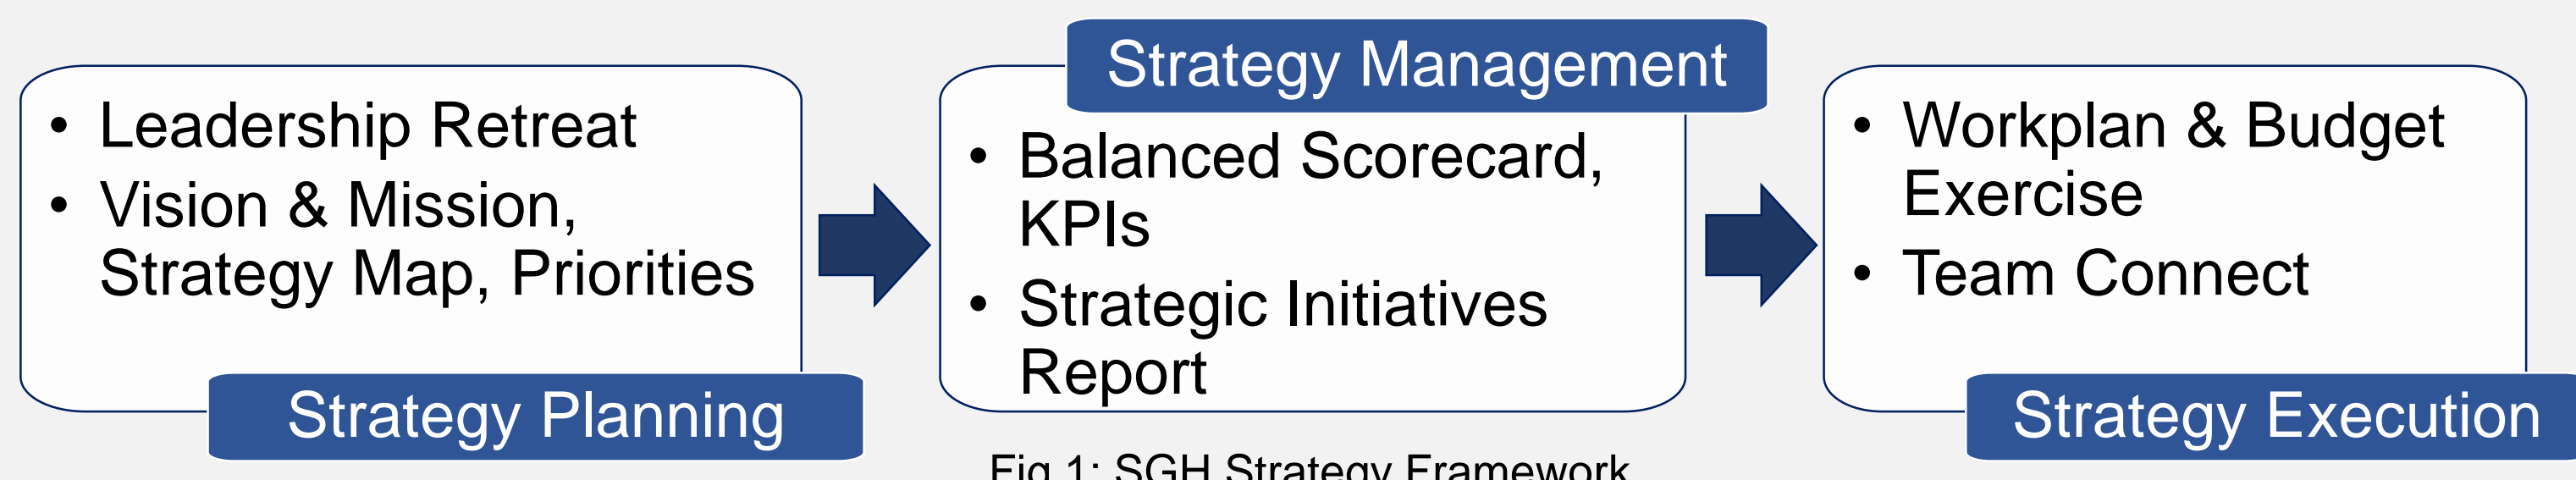 • Leadership Retreat
• Vision & Mission,
Strategy Map, Priorities
Strategy Planning
Strategy Management
• Balanced Scorecard,
KPIs
• Strategic Initiatives
Report
• Workplan & Budget
Exercise
• Team Connect
Strategy Execution
Fig 1: SGH Strategy Framework